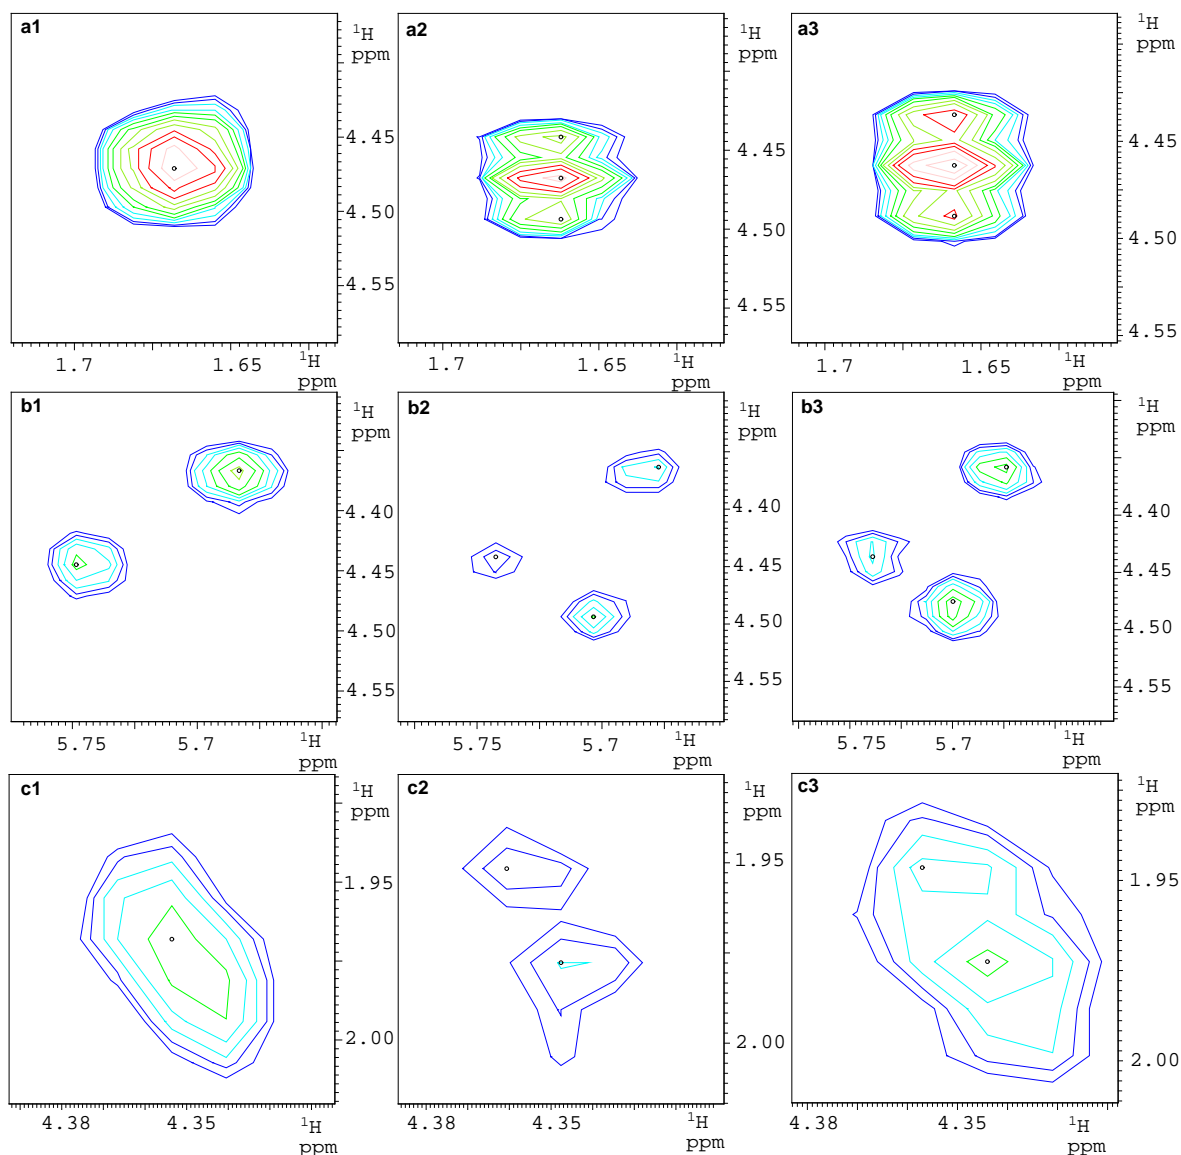 a1
¹H
ppm
4.45
4.50
4.55
1.7
1.65
¹H
ppm
a2
¹H
ppm
4.45
4.50
4.55
1.7
1.65
¹H
ppm
a3
¹H
ppm
4.45
4.50
4.55
1.7
1.65
¹H
ppm
b1
¹H
ppm
4.40
4.45
4.50
4.55
5.75
5.7
¹H
ppm
b2
¹H
ppm
4.40
4.45
4.50
4.55
5.75
5.7
¹H
ppm
b3
¹H
ppm
4.40
4.45
4.50
4.55
5.75
5.7
¹H
ppm
c1
¹H
ppm
1.95
2.00
4.38
4.35
¹H
ppm
c2
¹H
ppm
1.95
2.00
4.38
4.35
¹H
ppm
c3
¹H
ppm
1.95
2.00
4.38
4.35
¹H
ppm